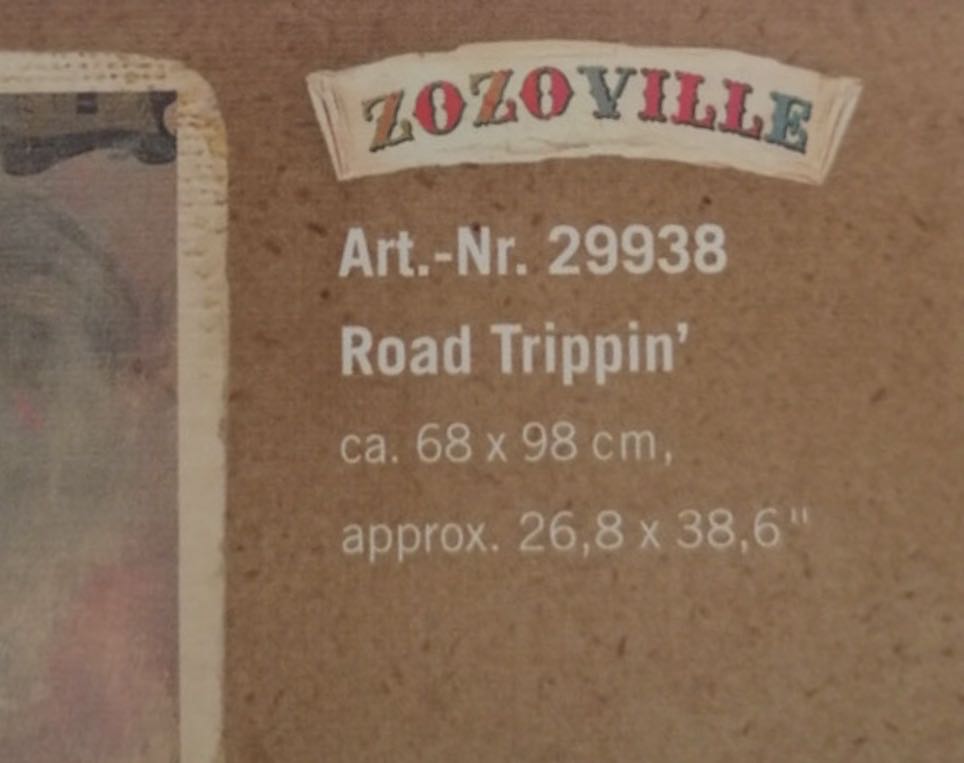 ZOZOVILLE
Art.-Nr. 29938
Road Trippin’
ca. 68 x 98 cm,
approx. 26,8 x 38,6"